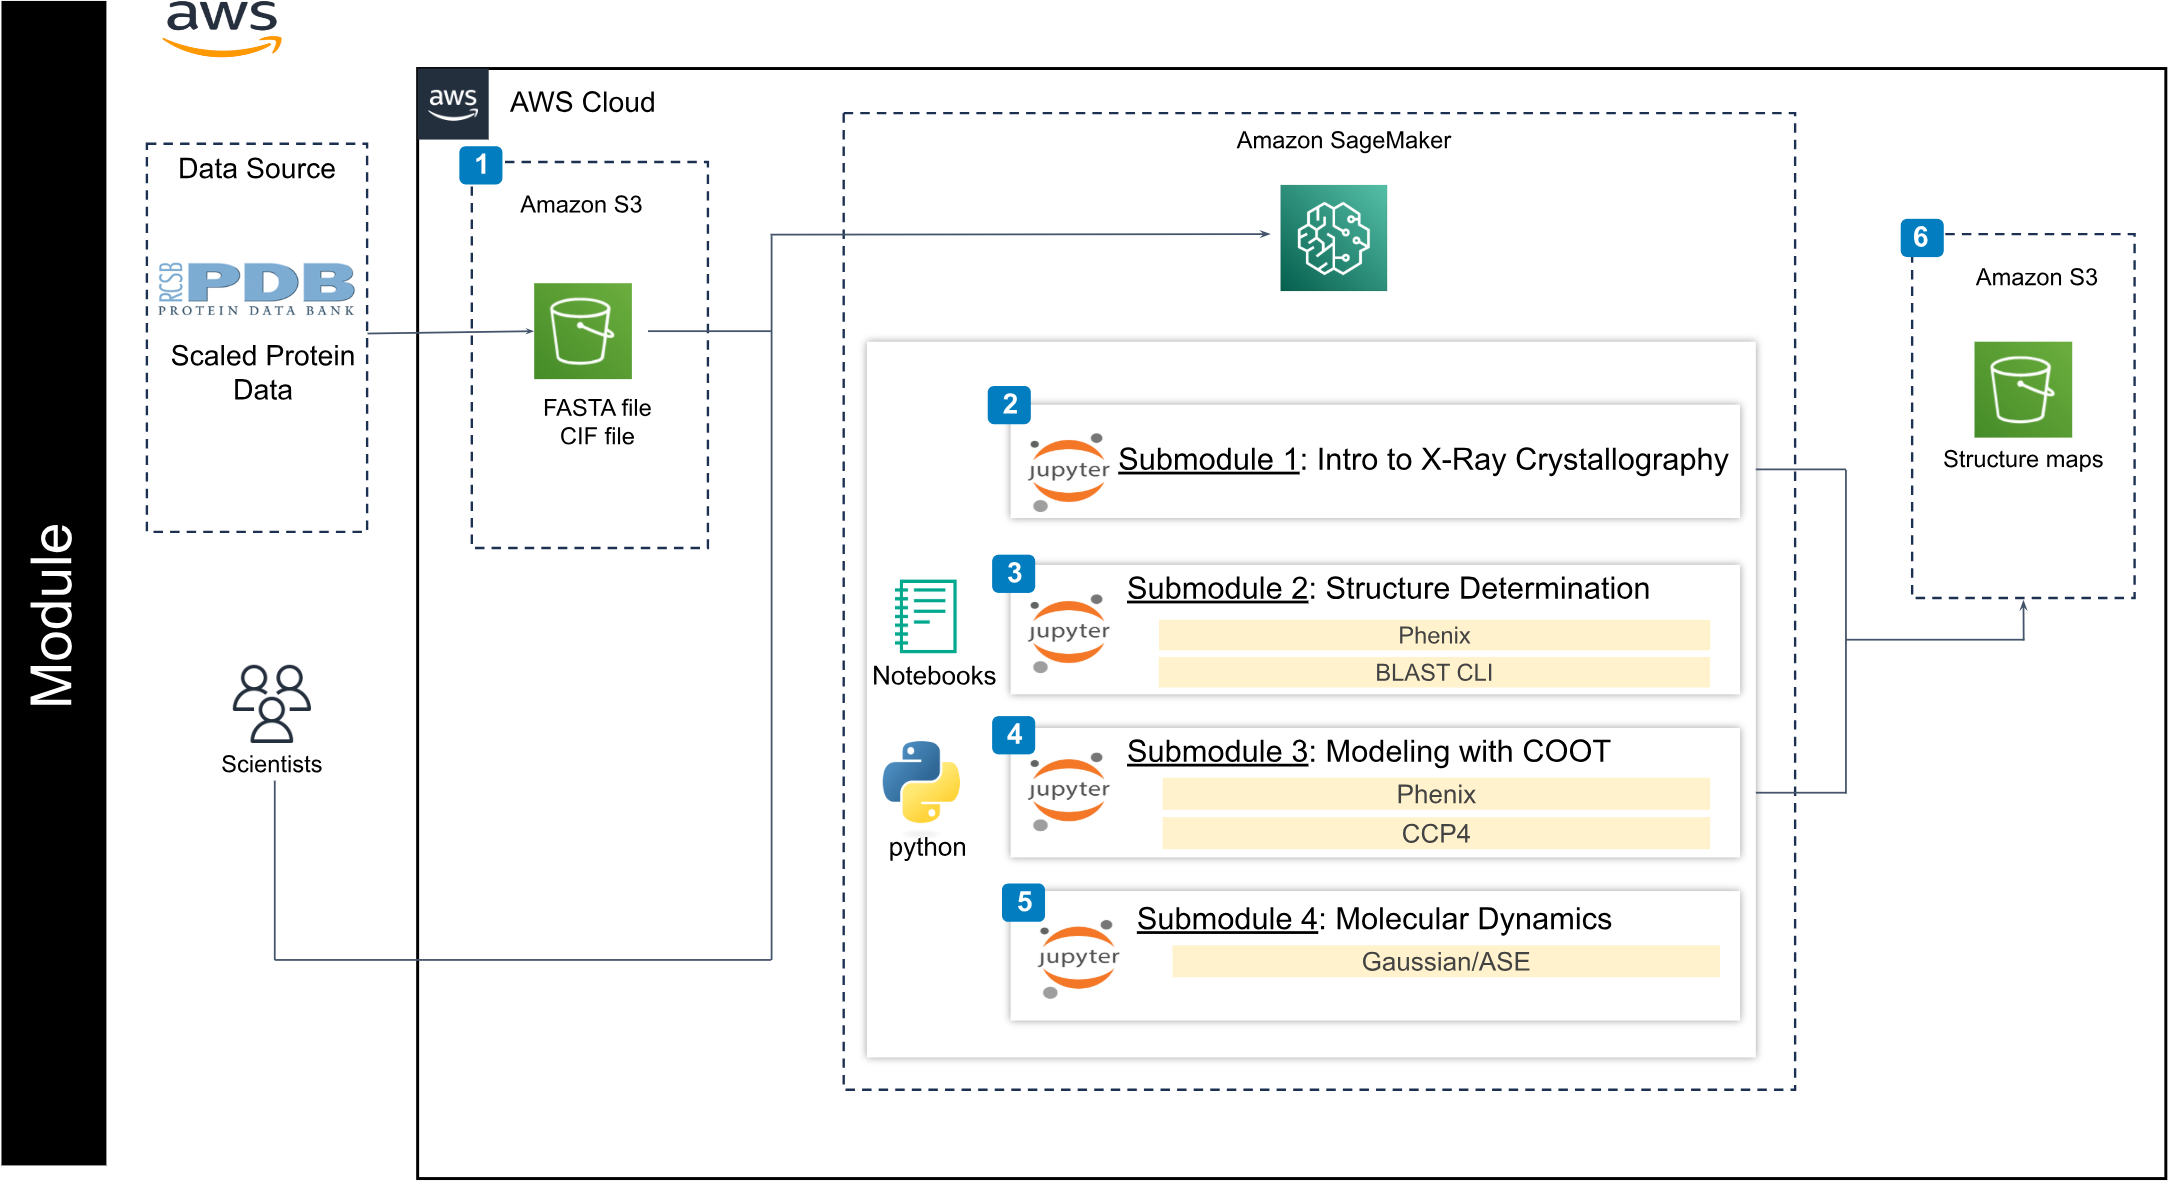 aws
Module
Data Source
RCSB
PDB
PROTEIN DATA BANK
Scaled Protein
Data
Scientists
aws
AWS Cloud
1
Amazon S3
FASTA file
CIF file
Amazon SageMaker
2
jupyter
Submodule 1: Intro to X-Ray Crystallography
Notebooks
3
jupyter
Submodule 2: Structure Determination
Phenix
BLAST CLI
python
4
jupyter
Submodule 3: Modeling with COOT
Phenix
CCP4
5
jupyter
Submodule 4: Molecular Dynamics
Gaussian/ASE
6
Amazon S3
Structure maps